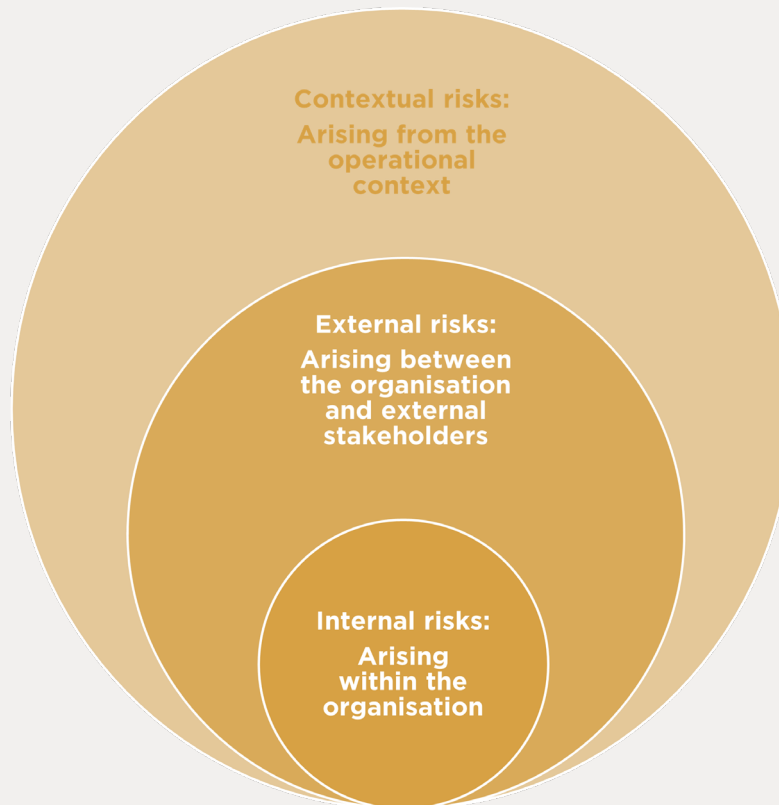 Contextual risks:
Arising from the
operational
context
External risks:
Arising between
the organisation
and external
stakeholders
Internal risks:
Arising
within the
organisation